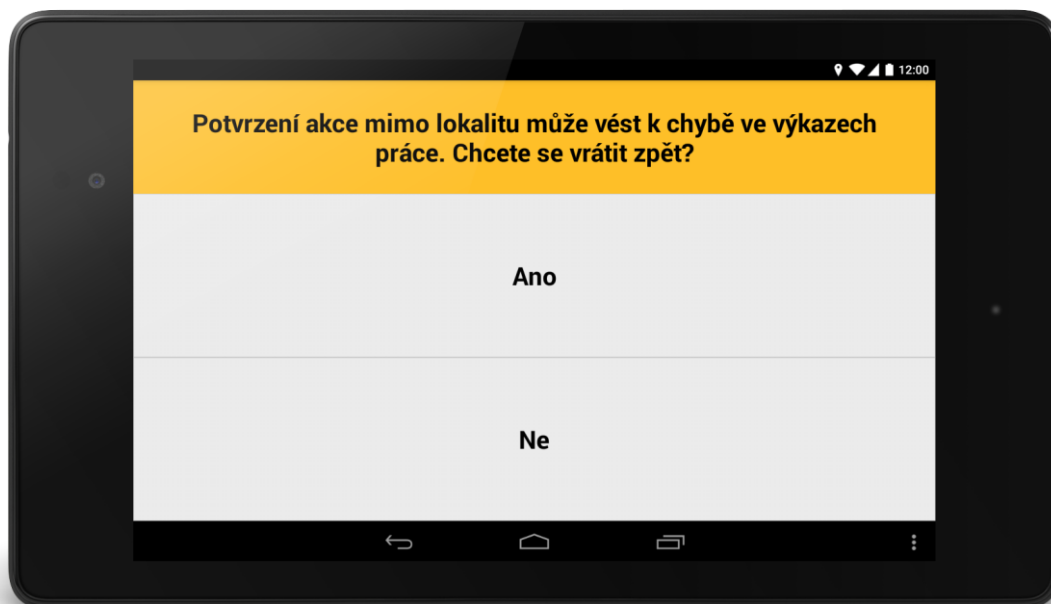 12:00
Potvrzení akce mimo lokalitu může vést k chybě ve výkazech
práce. Chcete se vrátit zpět?
Ano
Ne